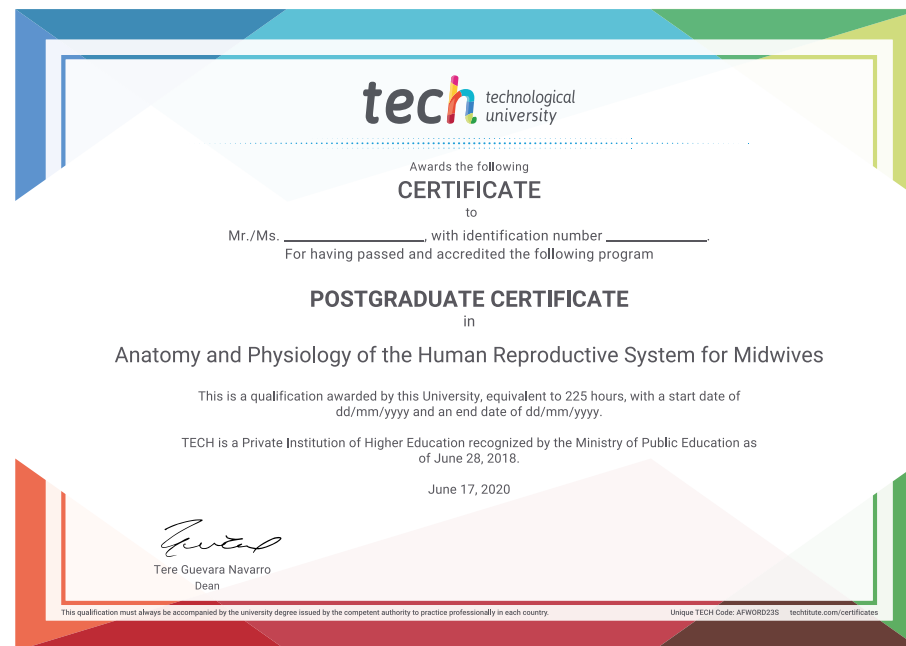 tech technological
university
Awards the following
CERTIFICATE
to
Mr./Ms. ____________, with identification number ____________.
For having passed and accredited the following program
POSTGRADUATE CERTIFICATE
in
Anatomy and Physiology of the Human Reproductive System for Midwives
This is a qualification awarded by this University, equivalent to 225 hours, with a start date of
dd/mm/yyyy and an end date of dd/mm/yyyy.
TECH is a Private Institution of Higher Education recognized by the Ministry of Public Education as
of June 28, 2018.
June 17, 2020
Tere Guevara Navarro
Dean
This qualification must always be accompanied by the university degree issued by the competent authority to practice professionally in each country.
Unique TECH Code: AFWORD23S techtitute.com/certificates